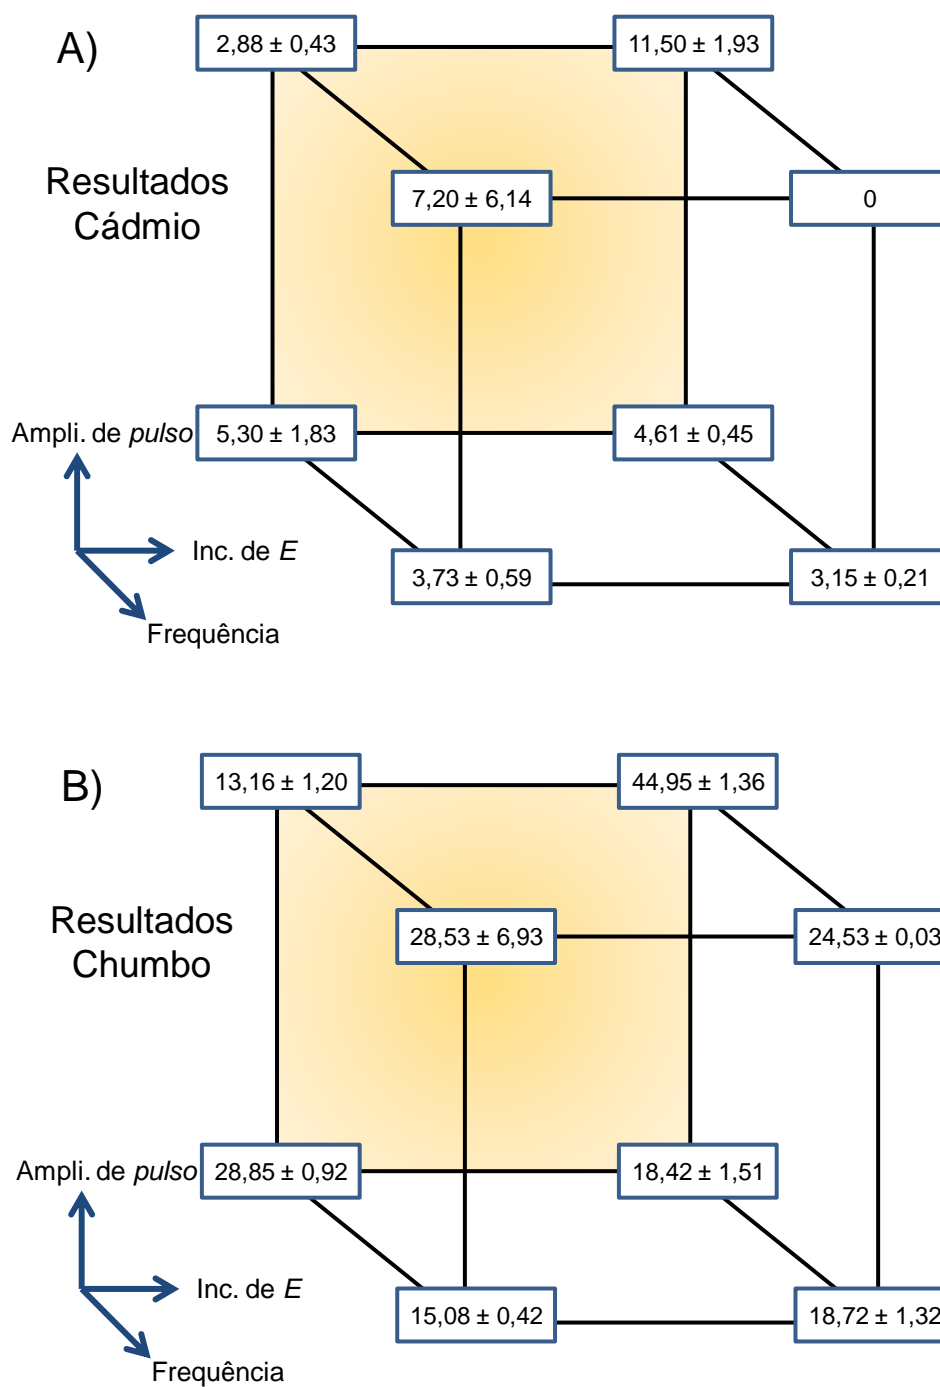 A)
2,88 ± 0,43
11,50 ± 1,93
Resultados
Cádmio
7,20 ± 6,14
0
Ampli. de pulso
5,30 ± 1,83
4,61 ± 0,45
Inc. de E
3,73 ± 0,59
3,15 ± 0,21
Frequência
B)
13,16 ± 1,20
44,95 ± 1,36
Resultados
Chumbo
28,53 ± 6,93
24,53 ± 0,03
Ampli. de pulso
28,85 ± 0,92
18,42 ± 1,51
Inc. de E
15,08 ± 0,42
18,72 ± 1,32
Frequência